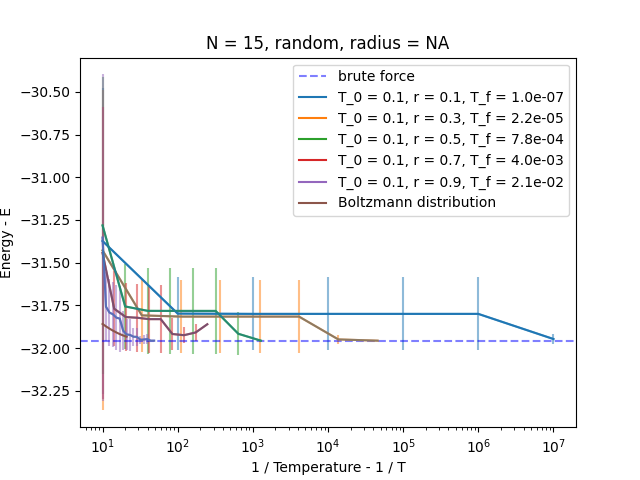 N = 15, random, radius = NA
brute force
T_0 = 0.1, r = 0.1, T_f = 1.0e-07
T_0 = 0.1, r = 0.3, T_f = 2.2e-05
T_0 = 0.1, r = 0.5, T_f = 7.8e-04
T_0 = 0.1, r = 0.7, T_f = 4.0e-03
T_0 = 0.1, r = 0.9, T_f = 2.1e-02
Boltzmann distribution
Energy - E
−30.50
−30.75
−31.00
−31.25
−31.50
−31.75
−32.00
−32.25
10¹ 10² 10³ 10⁴ 10⁵ 10⁶ 10⁷
1 / Temperature - 1 / T